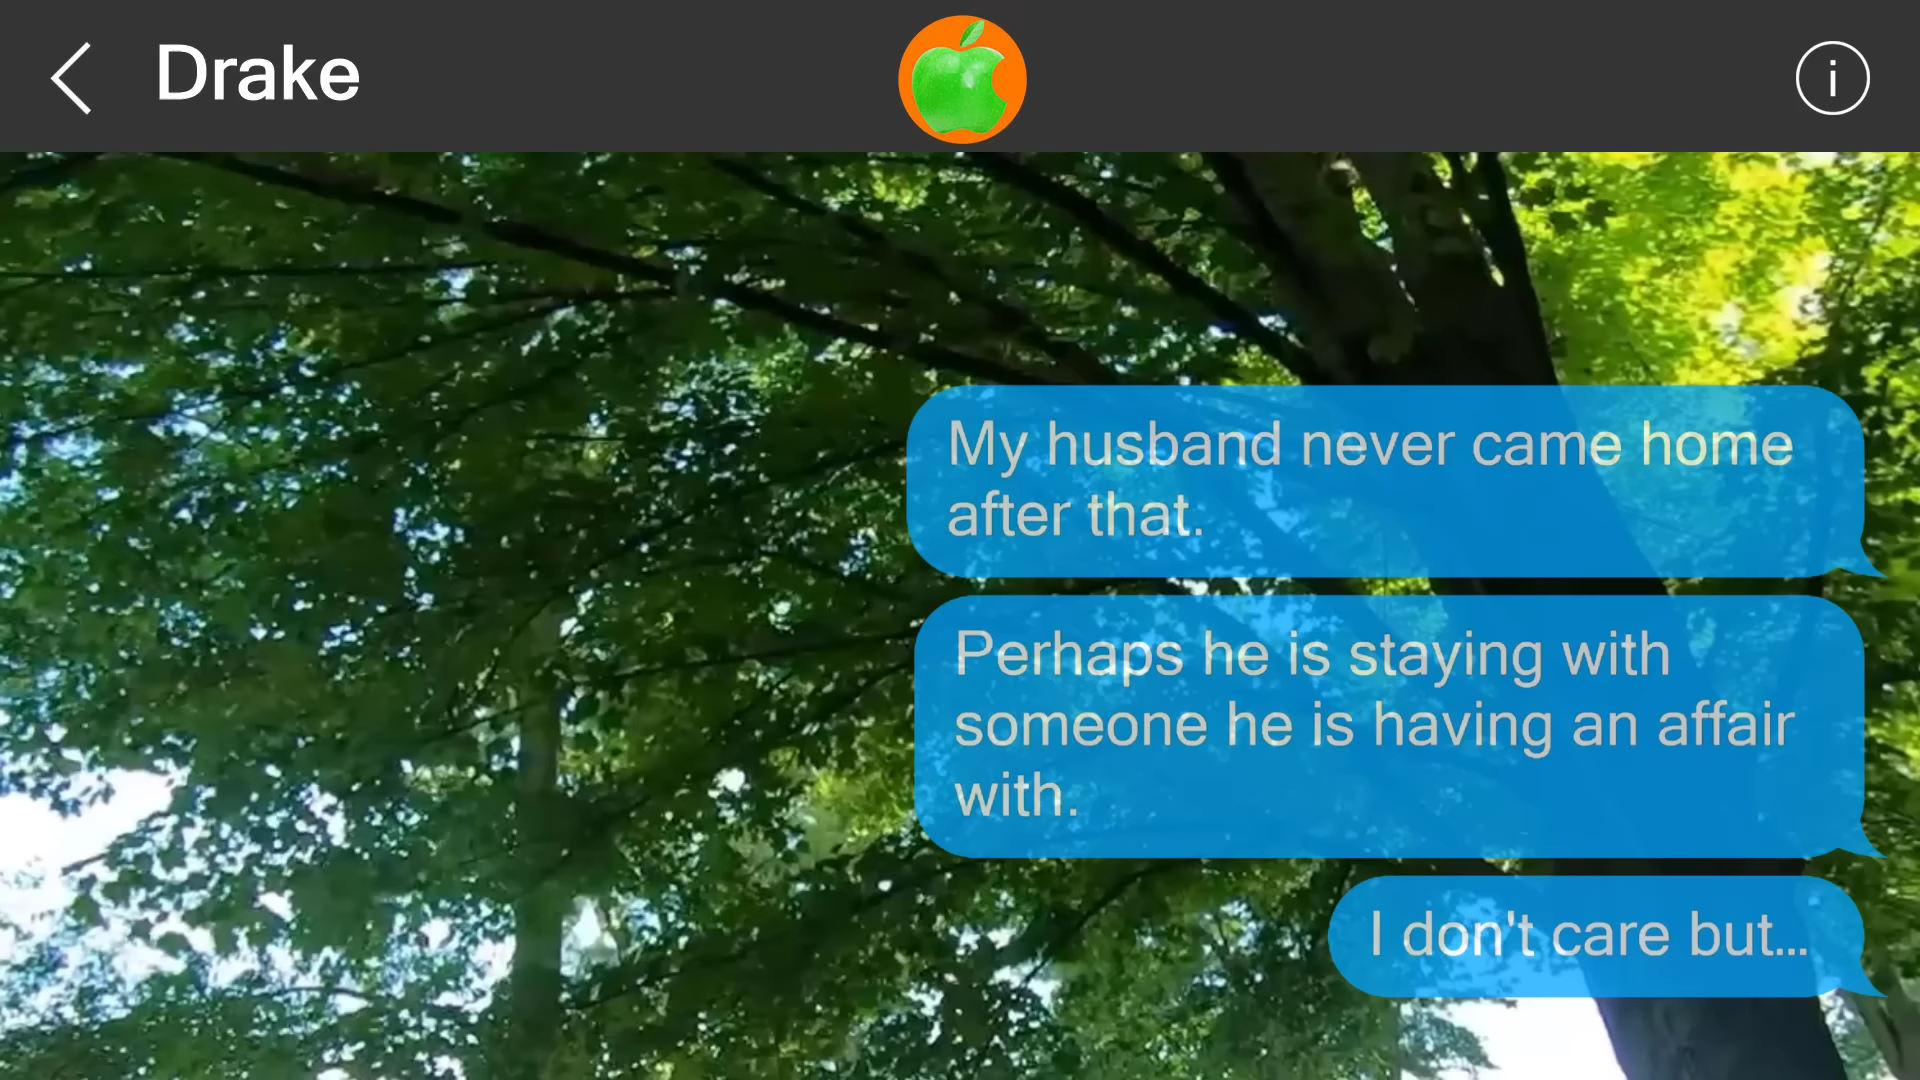 Drake
i
My husband never came home
after that.
Perhaps he is staying with
someone he is having an affair
with.
I don't care but...